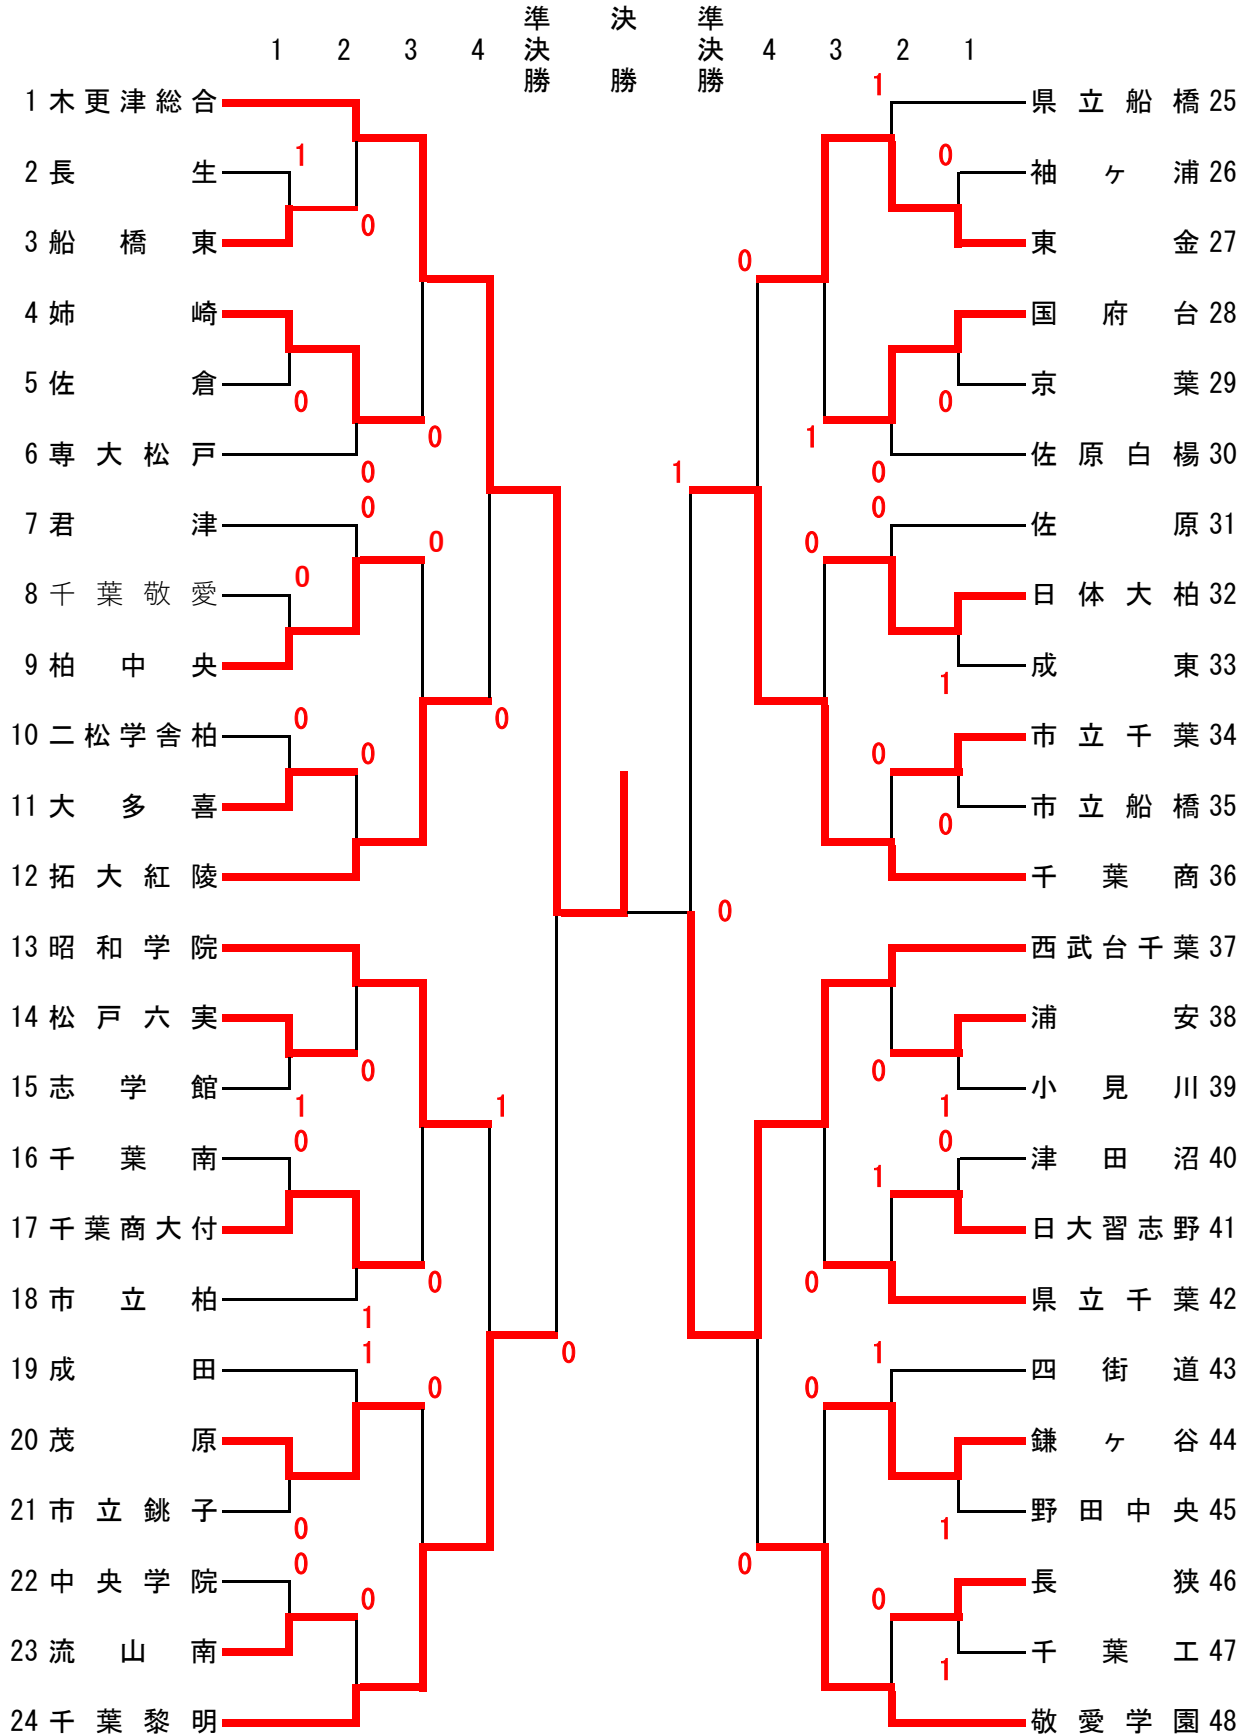 1 2 3 4 準決勝 決勝 準決勝 4 3 2 1
1 木更津総合 1 県立船橋 25
2 長生 1 0 袖ヶ浦 26
3 船橋東 0 0 東金 27
4 姉崎 国府台 28
5 佐倉 0 0 京葉 29
6 専大松戸 0 0 1 1 0 佐原白楊 30
7 君津 0 0 0 0 佐原 31
8 千葉敬愛 0 日体大柏 32
9 柏中央 1 成東 33
10 二松学舎柏 0 0 0 0 市立千葉 34
11 大多喜 0 市立船橋 35
12 拓大紅陵 0 千葉商 36
13 昭和学院 西武台千葉 37
14 松戸六実 0 0 浦安 38
15 志学館 1 1 1 小見川 39
16 千葉南 0 1 0 津田沼 40
17 千葉商大付 日大習志野 41
18 市立柏 0 1 0 県立千葉 42
19 成田 1 0 0 0 1 四街道 43
20 茂原 鎌ヶ谷 44
21 市立銚子 0 1 野田中央 45
22 中央学院 0 0 0 0 長狭 46
23 流山南 1 千葉工 47
24 千葉黎明 敬愛学園 48